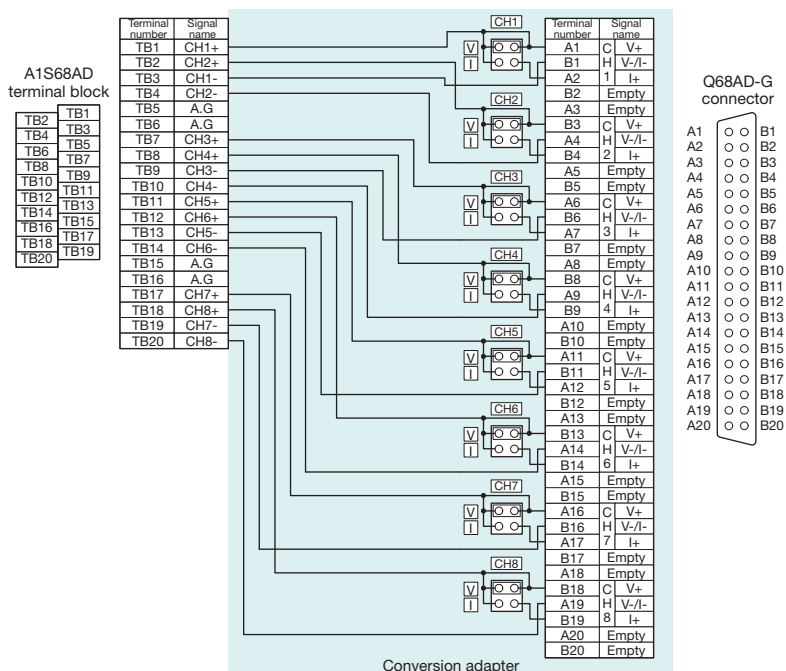 A1S68AD
terminal block
TB1
TB2
TB3
TB4
TB5
TB6
TB7
TB8
TB9
TB10
TB11
TB12
TB13
TB14
TB15
TB16
TB17
TB18
TB19
TB20
Terminal number Signal name
TB1 CH1+
TB2 CH2+
TB3 CH1-
TB4 CH2-
TB5 A.G
TB6 A.G
TB7 CH3+
TB8 CH4+
TB9 CH3-
TB10 CH4-
TB11 CH5+
TB12 CH6+
TB13 CH5-
TB14 CH6-
TB15 A.G
TB16 A.G
TB17 CH7+
TB18 CH8+
TB19 CH7-
TB20 CH8-
CH1
V
I
CH2
V
I
CH3
V
I
CH4
V
I
CH5
V
I
CH6
V
I
CH7
V
I
CH8
V
I
Conversion adapter
Terminal number Signal name
A1 C V+
B1 H V-/I-
A2 1 I+
B2 Empty
A3 Empty
B3 C V+
A4 H V-/I-
B4 2 I+
A5 Empty
B5 Empty
A6 C V+
B6 H V-/I-
A7 3 I+
B7 Empty
A8 Empty
B8 C V+
A9 H V-/I-
B9 4 I+
A10 Empty
B10 Empty
A11 C V+
B11 H V-/I-
A12 5 I+
B12 Empty
A13 Empty
B13 C V+
A14 H V-/I-
B14 6 I+
A15 Empty
B15 Empty
A16 C V+
B16 H V-/I-
A17 7 I+
B17 Empty
A18 Empty
B18 C V+
A19 H V-/I-
B19 8 I+
A20 Empty
B20 Empty
Q68AD-G
connector
A1 B1
A2 B2
A3 B3
A4 B4
A5 B5
A6 B6
A7 B7
A8 B8
A9 B9
A10 B10
A11 B11
A12 B12
A13 B13
A14 B14
A15 B15
A16 B16
A17 B17
A18 B18
A19 B19
A20 B20